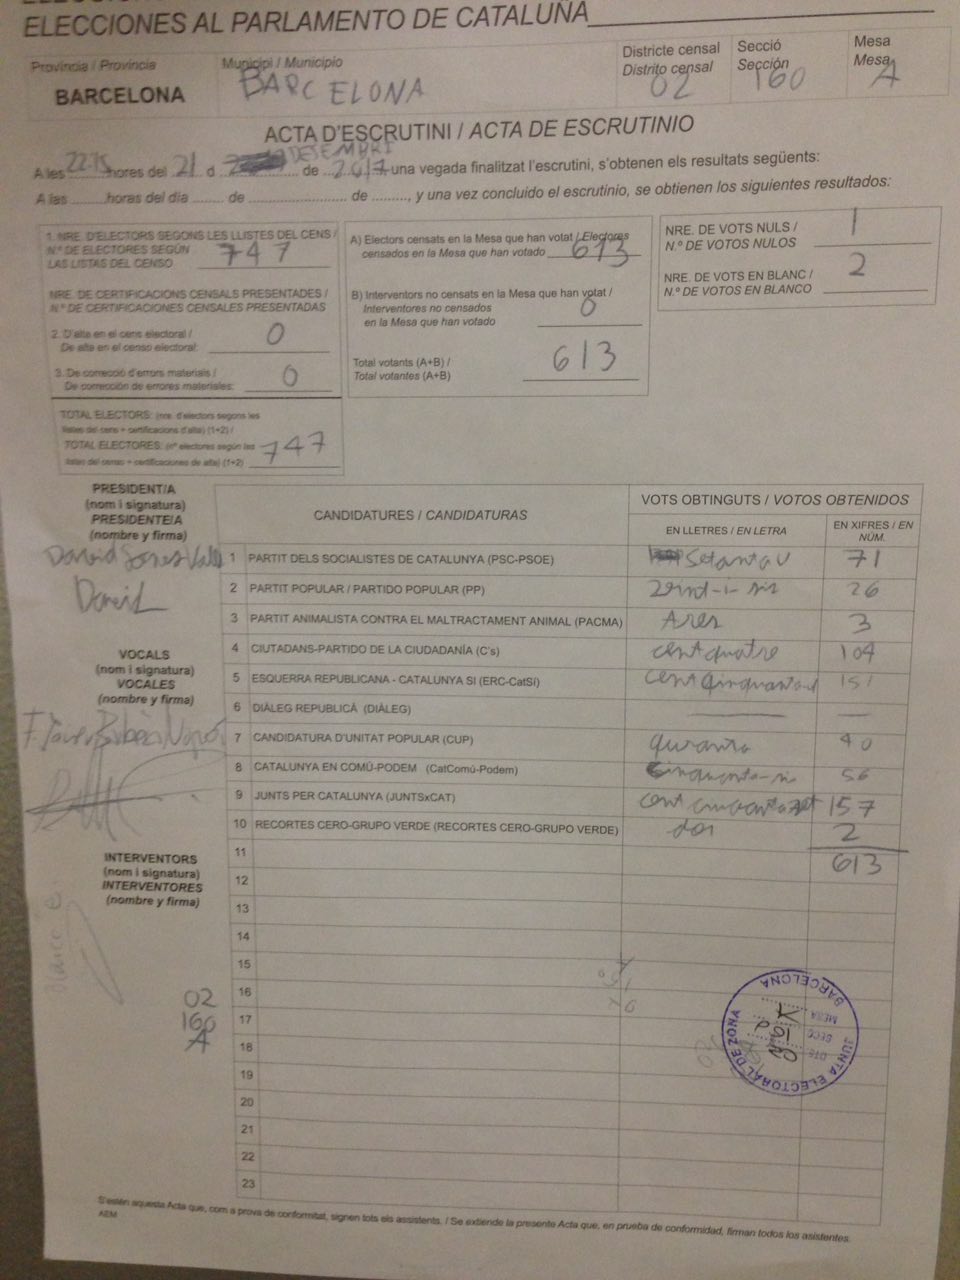 ELECCIONES AL PARLAMENTO DE CATALUÑA
Província / Provincia
BARCELONA
Municipi / Municipio
BARCELONA
Districte censal
Distrito censal
02
Secció
Sección
160
Mesa
Mesa
A
ACTA D'ESCRUTINI / ACTA DE ESCRUTINIO
A les 22:15 hores del 21 d DESEMBRE de 2017 una vegada finalitzat l'escrutini, s'obtenen els resultats següents:
A las ........ horas del día ........ de ........................ de ........, y una vez concluido el escrutinio, se obtienen los siguientes resultados:
1. NRE. D'ELECTORS SEGONS LES LLISTES DEL CENS /
N.º DE ELECTORES SEGÚN
LAS LISTAS DEL CENSO 747
NRE. DE CERTIFICACIONS CENSALS PRESENTADES /
N.º DE CERTIFICACIONES CENSALES PRESENTADAS
2. D'alta en el cens electoral /
De alta en el censo electoral: 0
3. De correcció d'errors materials /
De corrección de errores materiales: 0
TOTAL ELECTORS: (nre. d'electors segons les
llistes del cens + certificacions d'alta) (1+2) /
TOTAL ELECTORES: (nº electores según las
listas del censo + certificaciones de alta) (1+2) 747
A) Electors censats en la Mesa que han votat / Electores
censados en la Mesa que han votado 613
B) Interventors no censats en la Mesa que han votat /
Interventores no censados
en la Mesa que han votado 0
Total votants (A+B) /
Total votantes (A+B) 613
NRE. DE VOTS NULS /
N.º DE VOTOS NULOS 1
NRE. DE VOTS EN BLANC /
N.º DE VOTOS EN BLANCO 2
PRESIDENT/A
(nom i signatura)
PRESIDENTE/A
(nombre y firma)
David
David
VOCALS
(nom i signatura)
VOCALES
(nombre y firma)
INTERVENTORS
(nom i signatura)
INTERVENTORES
(nombre y firma)
02
160
A
CANDIDATURES / CANDIDATURAS
VOTS OBTINGUTS / VOTOS OBTENIDOS
EN LLETRES / EN LETRA
EN XIFRES / EN NÚM.
1 PARTIT DELS SOCIALISTES DE CATALUNYA (PSC-PSOE) Setanta u 71
2 PARTIT POPULAR / PARTIDO POPULAR (PP) vint-i-sis 26
3 PARTIT ANIMALISTA CONTRA EL MALTRACTAMENT ANIMAL (PACMA) Tres 3
4 CIUTADANS-PARTIDO DE LA CIUDADANÍA (C's) cent quatre 104
5 ESQUERRA REPUBLICANA - CATALUNYA SI (ERC-CatSí) cent cinquanta u 151
6 DIÀLEG REPUBLICÀ (DIÀLEG) — —
7 CANDIDATURA D'UNITAT POPULAR (CUP) quranta 40
8 CATALUNYA EN COMÚ-PODEM (CatComú-Podem) Cinquanta-sis 56
9 JUNTS PER CATALUNYA (JUNTSxCAT) cent cinquanta set 157
10 RECORTES CERO-GRUPO VERDE (RECORTES CERO-GRUPO VERDE) dos 2
11 613
12
13
14
15
16
17
18
19
20
21
22
23
JUNTA ELECTORAL DE ZONA
BARCELONA
DTE.
SECC
MESA
S'estén aquesta Acta que, com a prova de conformitat, signen tots els assistents. / Se extiende la presente Acta que, en prueba de conformidad, firman todos los asistentes.
AEM